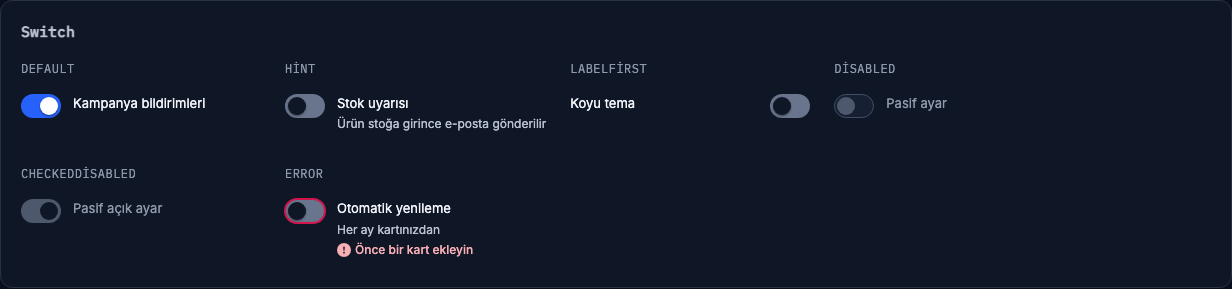 Switch
DEFAULT
HİNT
LABELFİRST
DİSABLED
Kampanya bildirimleri
Stok uyarısı
Ürün stoğa girince e-posta gönderilir
Koyu tema
Pasif ayar
CHECKEDDİSABLED
ERROR
Pasif açık ayar
Otomatik yenileme
Her ay kartınızdan
Önce bir kart ekleyin